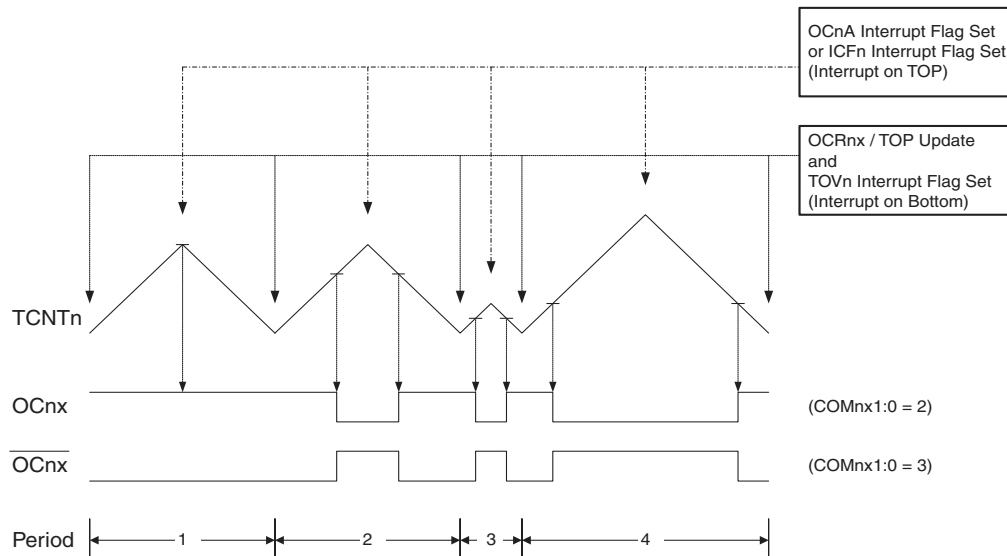 OCnA Interrupt Flag Set
or ICFn Interrupt Flag Set
(Interrupt on TOP)
OCRnx / TOP Update
and
TOVn Interrupt Flag Set
(Interrupt on Bottom)
TCNTn
OCnx
(COMnx1:0 = 2)
OCnx
(COMnx1:0 = 3)
Period
1
2
3
4